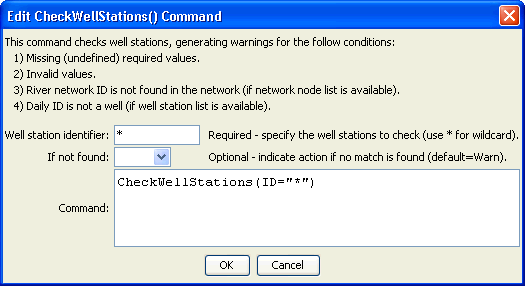 Edit CheckWellStations() Command
This command checks well stations, generating warnings for the follow conditions:
1) Missing (undefined) required values.
2) Invalid values.
3) River network ID is not found in the network (if network node list is available).
4) Daily ID is not a well (if well station list is available).
Well station identifier: * Required - specify the well stations to check (use * for wildcard).
If not found: Optional - indicate action if no match is found (default=Warn).
Command: CheckWellStations(ID="*")
OK Cancel